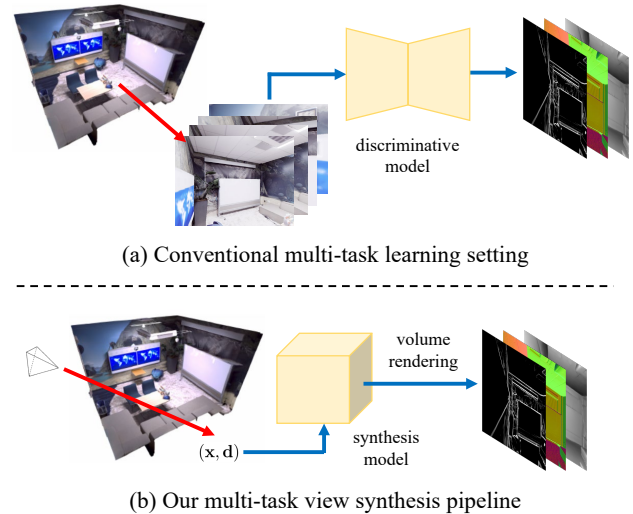 discriminative
model
(a) Conventional multi-task learning setting
volume
rendering
(x, d)
synthesis
model
(b) Our multi-task view synthesis pipeline